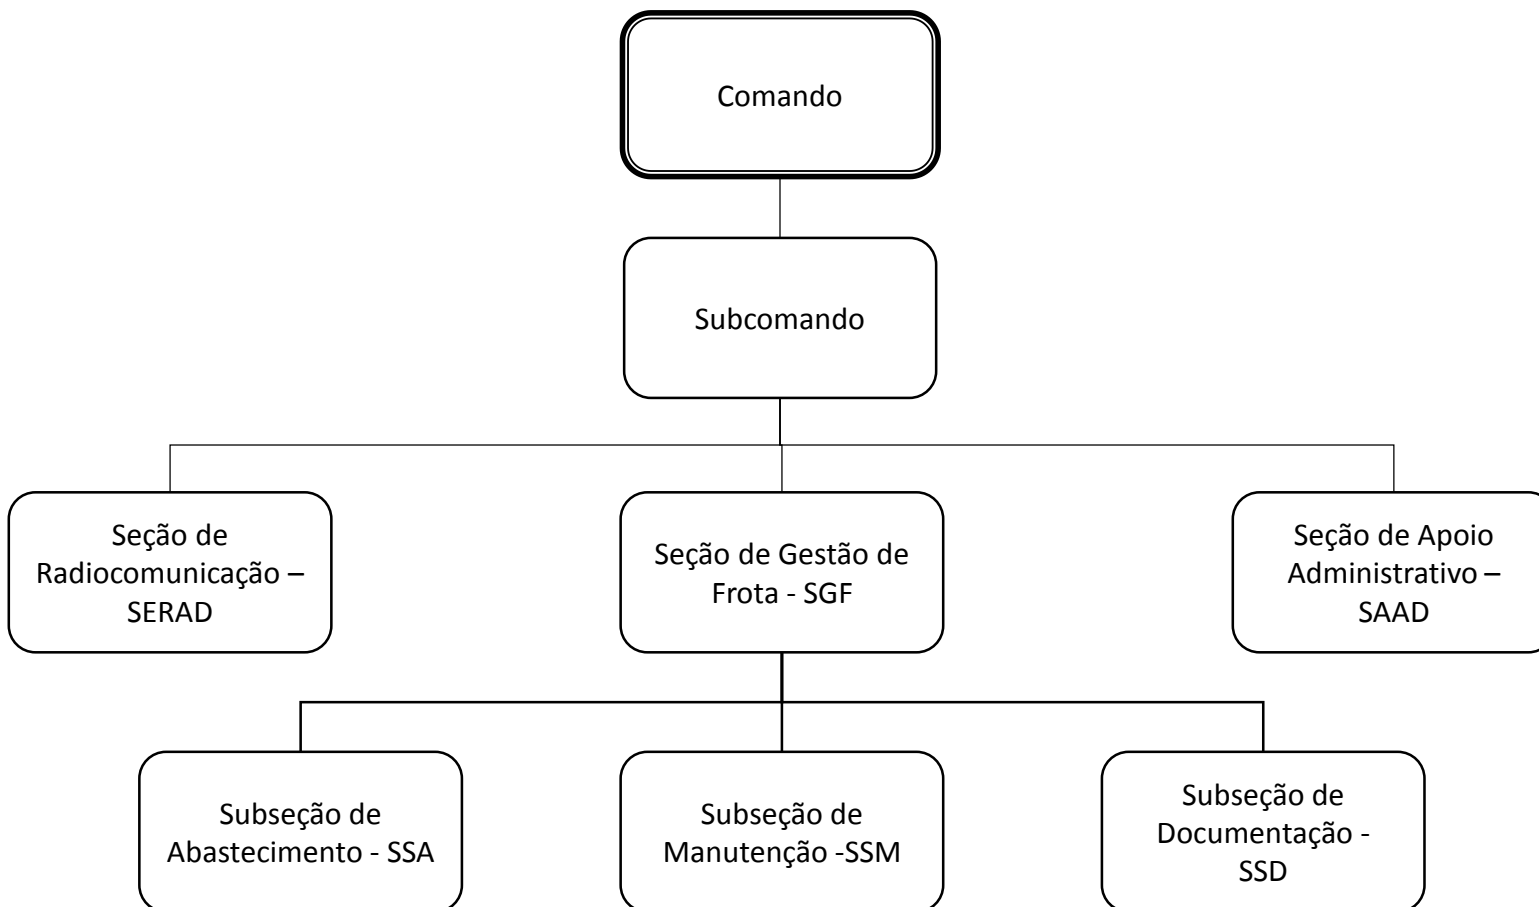 Comando
Subcomando
Seção de
Radiocomunicação –
SERAD
Seção de Gestão de
Frota - SGF
Seção de Apoio
Administrativo –
SAAD
Subseção de
Abastecimento - SSA
Subseção de
Manutenção -SSM
Subseção de
Documentação -
SSD